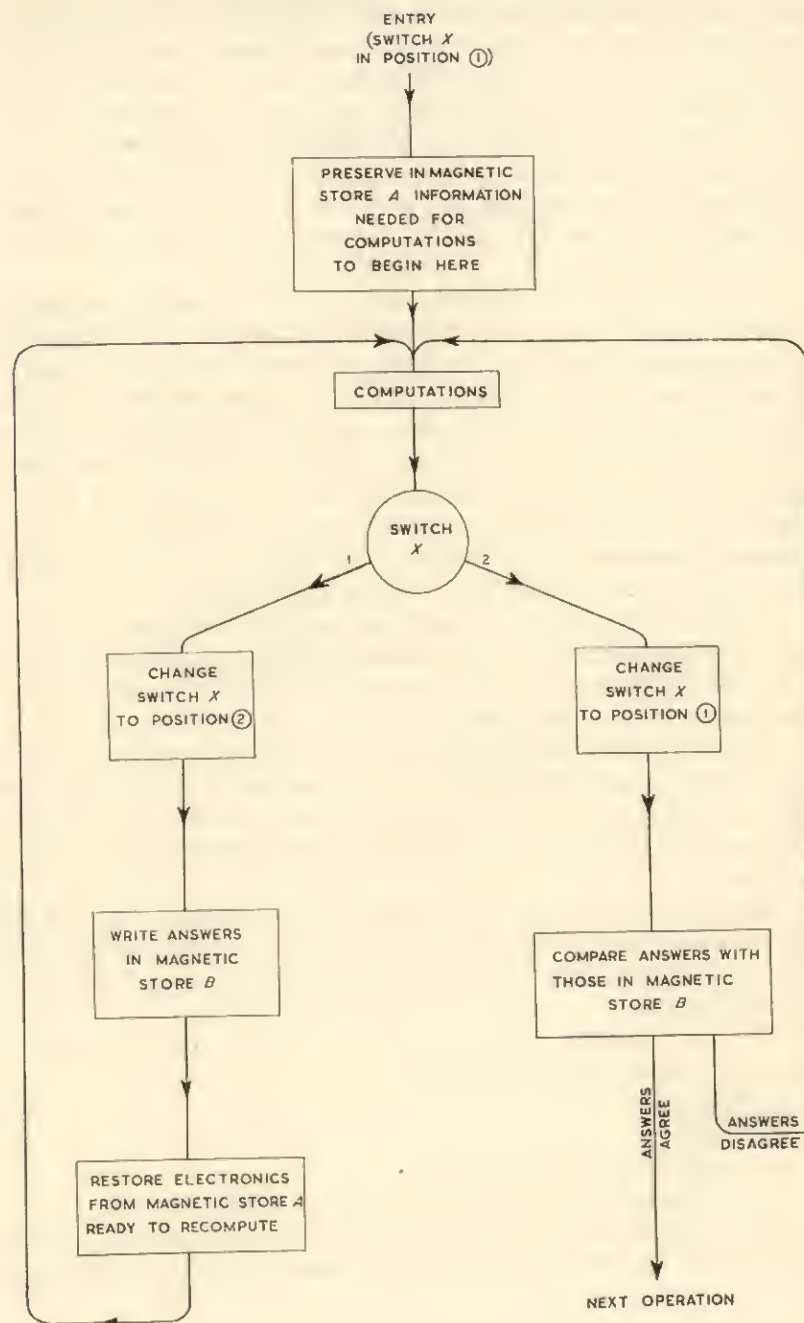 ENTRY
(SWITCH X
IN POSITION ①)
PRESERVE IN MAGNETIC
STORE A INFORMATION
NEEDED FOR
COMPUTATIONS
TO BEGIN HERE
COMPUTATIONS
SWITCH
X
1
2
CHANGE
SWITCH X
TO POSITION ②
WRITE ANSWERS
IN MAGNETIC
STORE B
RESTORE ELECTRONICS
FROM MAGNETIC STORE A
READY TO RECOMPUTE
CHANGE
SWITCH X
TO POSITION ①
COMPARE ANSWERS WITH
THOSE IN MAGNETIC
STORE B
ANSWERS
AGREE
ANSWERS
DISAGREE
NEXT OPERATION